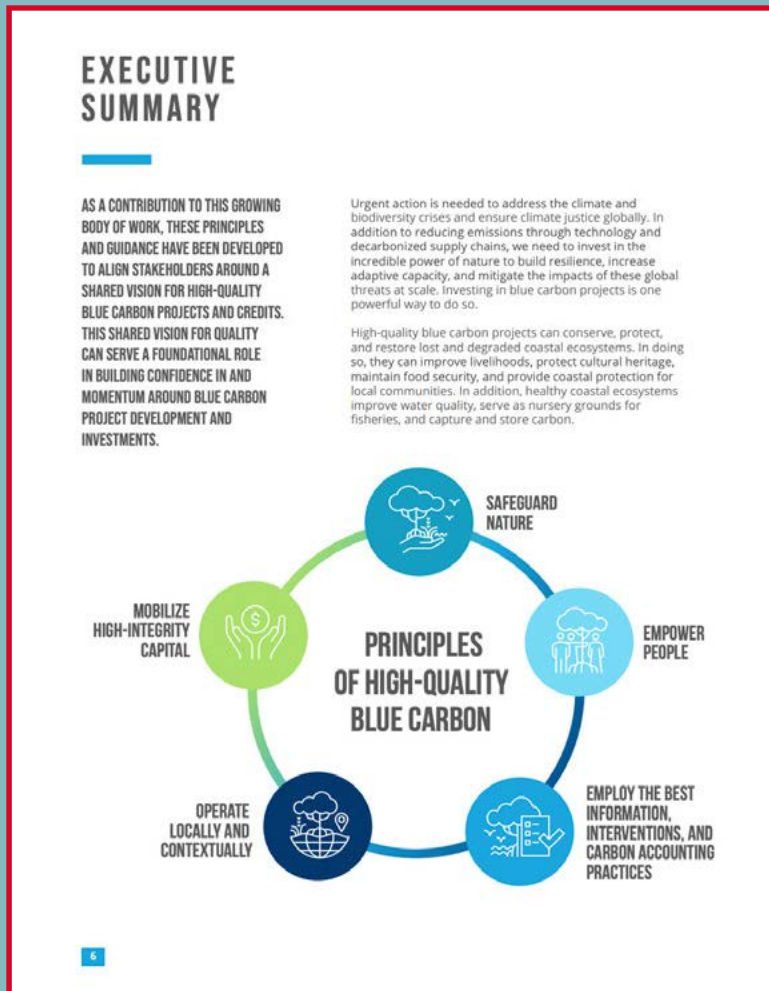 EXECUTIVE
SUMMARY
AS A CONTRIBUTION TO THIS GROWING
BODY OF WORK, THESE PRINCIPLES
AND GUIDANCE HAVE BEEN DEVELOPED
TO ALIGN STAKEHOLDERS AROUND A
SHARED VISION FOR HIGH-QUALITY
BLUE CARBON PROJECTS AND CREDITS.
THIS SHARED VISION FOR QUALITY
CAN SERVE A FOUNDATIONAL ROLE
IN BUILDING CONFIDENCE IN AND
MOMENTUM AROUND BLUE CARBON
PROJECT DEVELOPMENT AND
INVESTMENTS.
Urgent action is needed to address the climate and
biodiversity crises and ensure climate justice globally. In
addition to reducing emissions through technology and
decarbonized supply chains, we need to invest in the
incredible power of nature to build resilience, increase
adaptive capacity, and mitigate the impacts of these global
threats at scale. Investing in blue carbon projects is one
powerful way to do so.
High-quality blue carbon projects can conserve, protect,
and restore lost and degraded coastal ecosystems. In doing
so, they can improve livelihoods, protect cultural heritage,
maintain food security, and provide coastal protection for
local communities. In addition, healthy coastal ecosystems
improve water quality, serve as nursery grounds for
fisheries, and capture and store carbon.
SAFEGUARD
NATURE
MOBILIZE
HIGH-INTEGRITY
CAPITAL
$
PRINCIPLES
OF HIGH-QUALITY
BLUE CARBON
EMPOWER
PEOPLE
OPERATE
LOCALLY AND
CONTEXTUALLY
EMPLOY THE BEST
INFORMATION,
INTERVENTIONS, AND
CARBON ACCOUNTING
PRACTICES
6